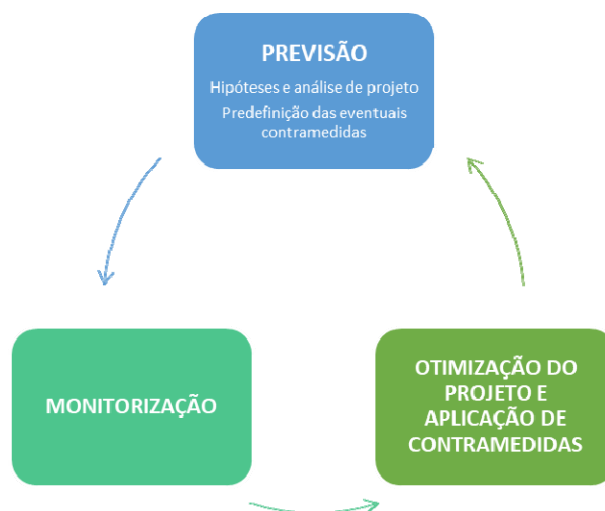 PREVISÃO
Hipóteses e análise de projeto
Predefinição das eventuais
contramedidas
MONITORIZAÇÃO
OTIMIZAÇÃO DO
PROJETO E
APLICAÇÃO DE
CONTRAMEDIDAS